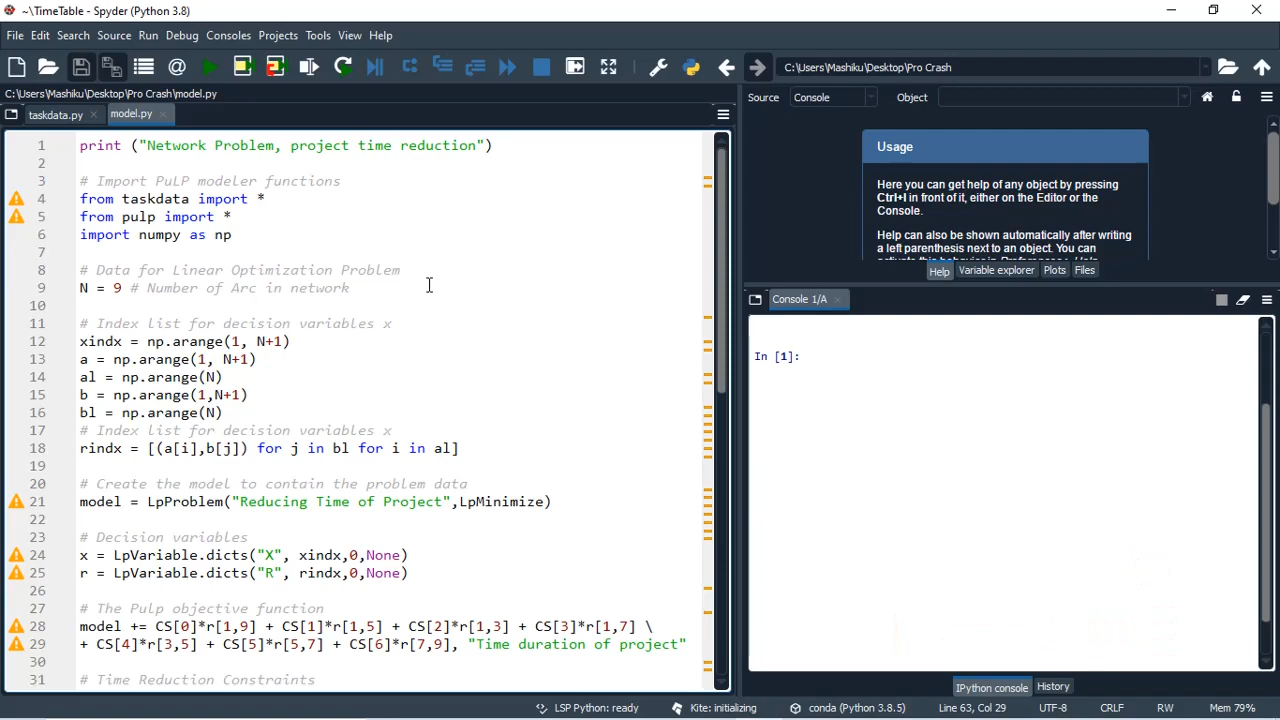 ~\TimeTable - Spyder (Python 3.8)
File Edit Search Source Run Debug Consoles Projects Tools View Help
C:\Users\Mashiku\Desktop\Pro Crash
C:\Users\Mashiku\Desktop\Pro Crash\model.py
taskdata.py
model.py
1 print ("Network Problem, project time reduction")
2
3 # Import PuLP modeler functions
4 from taskdata import *
5 from pulp import *
6 import numpy as np
7
8 # Data for Linear Optimization Problem
9 N = 9 # Number of Arc in network
10
11 # Index list for decision variables x
12 xindx = np.arange(1, N+1)
13 a = np.arange(1, N+1)
14 al = np.arange(N)
15 b = np.arange(1,N+1)
16 bl = np.arange(N)
17 # Index list for decision variables x
18 rindx = [(a[i],b[j]) for j in bl for i in al]
19
20 # Create the model to contain the problem data
21 model = LpProblem("Reducing Time of Project",LpMinimize)
22
23 # Decision variables
24 x = LpVariable.dicts("X", xindx,0,None)
25 r = LpVariable.dicts("R", rindx,0,None)
26
27 # The Pulp objective function
28 model += CS[0]*r[1,9] + CS[1]*r[1,5] + CS[2]*r[1,3] + CS[3]*r[1,7] \
29 + CS[4]*r[3,5] + CS[5]*r[5,7] + CS[6]*r[7,9], "Time duration of project"
30
31 # Time Reduction Constraints
Source Console Object
Usage
Here you can get help of any object by pressing
Ctrl+I in front of it, either on the Editor or the
Console.
Help can also be shown automatically after writing
a left parenthesis next to an object. You can
activate this behavior in Preferences > Help.
Help Variable explorer Plots Files
Console 1/A
In [1]:
IPython console History
LSP Python: ready Kite: initializing conda (Python 3.8.5) Line 63, Col 29 UTF-8 CRLF RW Mem 79%